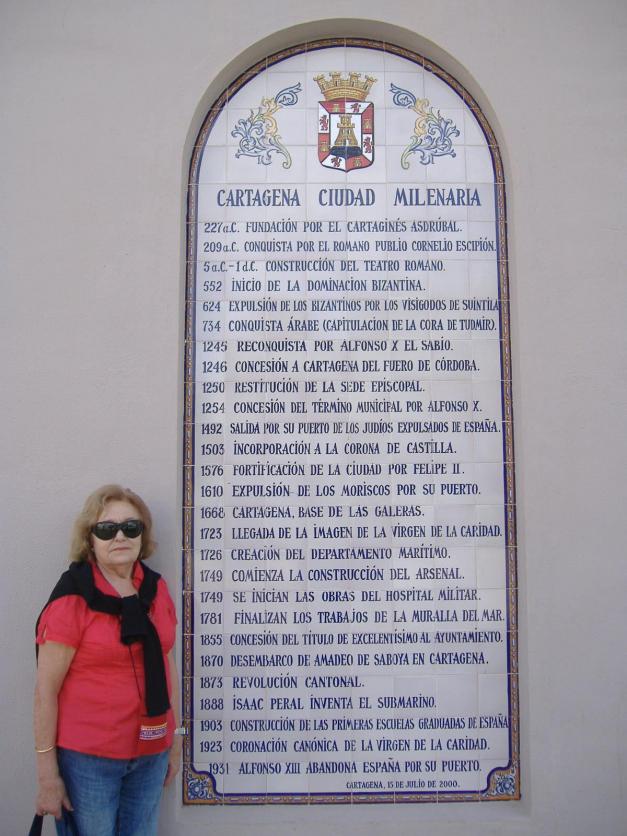 CARTAGENA CIUDAD MILENARIA
227a.C. FUNDACIÓN POR EL CARTAGINÉS ASDRÚBAL.
209a.C. CONQUISTA POR EL ROMANO PUBLIO CORNELIO ESCIPIÓN.
5 a.C.-1 d.C. CONSTRUCCIÓN DEL TEATRO ROMANO.
552 INICIO DE LA DOMINACION BIZANTINA.
624 EXPULSIÓN DE LOS BIZANTINOS POR LOS VISÍGODOS DE SUINTILA
734 CONQUISTA ÁRABE (CAPITULACION DE LA CORA DE TUDMIR).
1245 RECONQUISTA POR ALFONSO X EL SABIO.
1246 CONCESIÓN A CARTAGENA DEL FUERO DE CÓRDOBA.
1250 RESTITUCIÓN DE LA SEDE EPISCOPAL.
1254 CONCESIÓN DEL TÉRMINO MUNICIPAL POR ALFONSO X.
1492 SALIDA POR SU PUERTO DE LOS JUDÍOS EXPULSADOS DE ESPAÑA.
1503 INCORPORACIÓN A LA CORONA DE CASTILLA.
1576 FORTIFICACIÓN DE LA CIUDAD POR FELIPE II.
1610 EXPULSIÓN DE LOS MORISCOS POR SU PUERTO.
1668 CARTAGENA, BASE DE LAS GALERAS.
1723 LLEGADA DE LA IMAGEN DE LA VIRGEN DE LA CARIDAD.
1726 CREACIÓN DEL DEPARTAMENTO MARÍTIMO.
1749 COMIENZA LA CONSTRUCCIÓN DEL ARSENAL.
1749 SE INICIAN LAS OBRAS DEL HOSPITAL MILITAR.
1781 FINALIZAN LOS TRABAJOS DE LA MURALLA DEL MAR.
1855 CONCESIÓN DEL TÍTULO DE EXCELENTÍSIMO AL AYUNTAMIENTO.
1870 DESEMBARCO DE AMADEO DE SABOYA EN CARTAGENA.
1873 REVOLUCIÓN CANTONAL.
1888 ISAAC PERAL INVENTA EL SUBMARINO.
1903 CONSTRUCCIÓN DE LAS PRIMERAS ESCUELAS GRADUADAS DE ESPAÑA
1923 CORONACIÓN CANÓNICA DE LA VIRGEN DE LA CARIDAD.
1931 ALFONSO XIII ABANDONA ESPAÑA POR SU PUERTO.
CARTAGENA, 15 DE JULIO DE 2000.